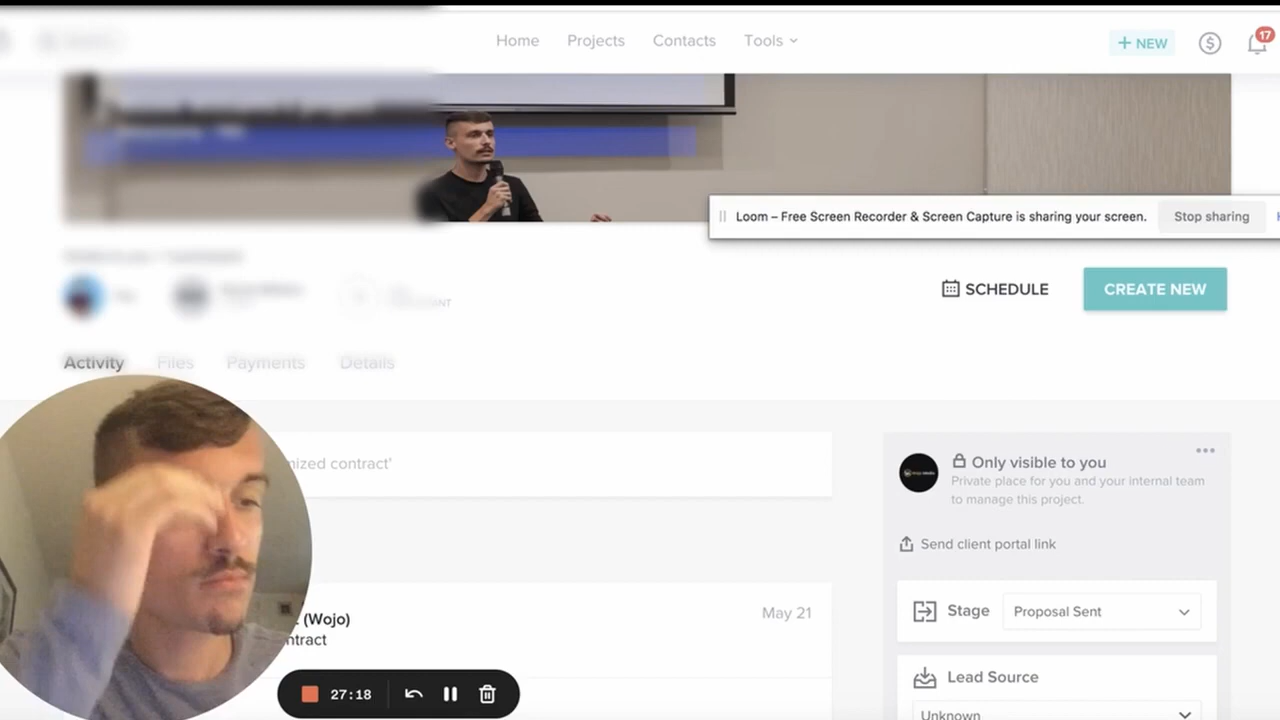 Home Projects Contacts Tools
+ NEW
17
Loom – Free Screen Recorder & Screen Capture is sharing your screen.
Stop sharing
SCHEDULE
CREATE NEW
Activity Files Payments Details
nized contract'
Only visible to you
Private place for you and your internal team
to manage this project.
Send client portal link
Stage
Proposal Sent
(Wojo)
ntract
May 21
Lead Source
Unknown
27:18